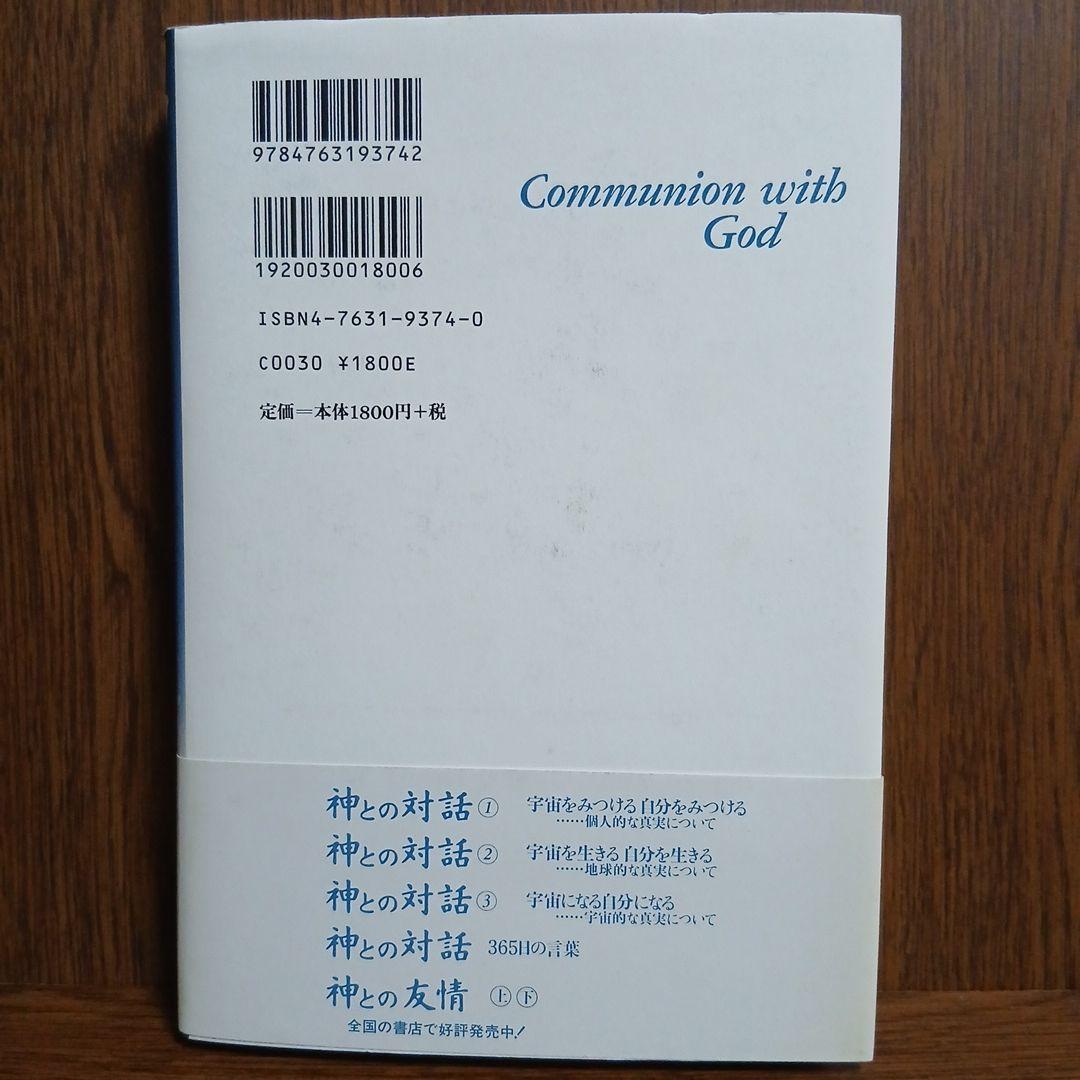 9784763193742
1920030018006
ISBN4-7631-9374-0
C0030 ¥1800E
定価=本体1800円+税
Communion with
God
神との対話① 宇宙をみつける 自分をみつける
……個人的な真実について
神との対話② 宇宙を生きる 自分を生きる
……地球的な真実について
神との対話③ 宇宙になる自分になる
……宇宙的な真実について
神との対話 365日の言葉
神との友情 ㊤㊦
全国の書店で好評発売中!